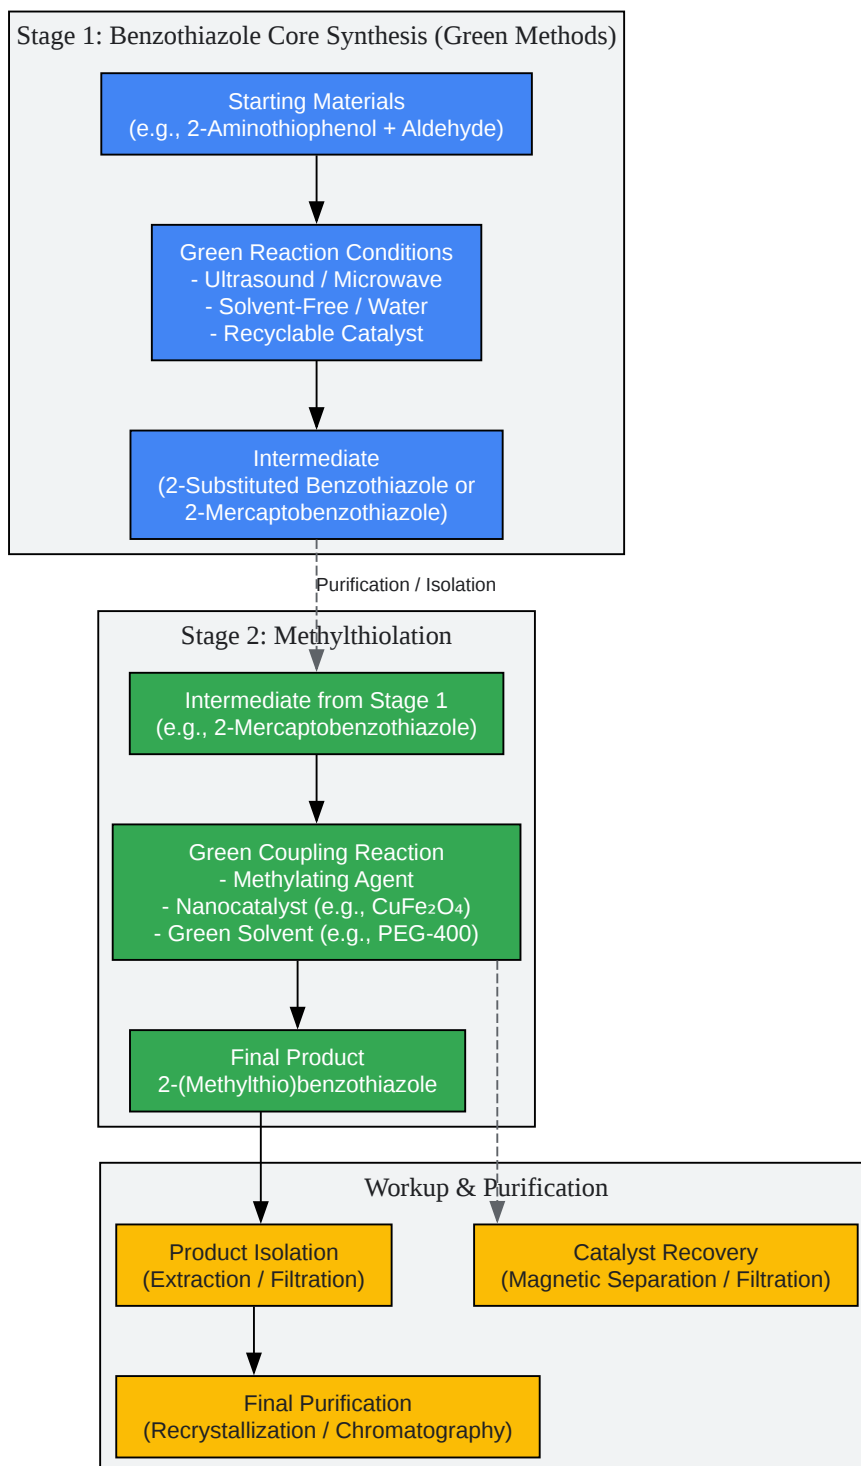 Stage 1: Benzothiazole Core Synthesis (Green Methods)
Starting Materials
(e.g., 2-Aminothiophenol + Aldehyde)
Green Reaction Conditions
- Ultrasound / Microwave
- Solvent-Free / Water
- Recyclable Catalyst
Intermediate
(2-Substituted Benzothiazole or
2-Mercaptobenzothiazole)
Purification / Isolation
Stage 2: Methylthiolation
Intermediate from Stage 1
(e.g., 2-Mercaptobenzothiazole)
Green Coupling Reaction
- Methylating Agent
- Nanocatalyst (e.g., CuFe₂O₄)
- Green Solvent (e.g., PEG-400)
Final Product
2-(Methylthio)benzothiazole
Workup & Purification
Product Isolation
(Extraction / Filtration)
Catalyst Recovery
(Magnetic Separation / Filtration)
Final Purification
(Recrystallization / Chromatography)